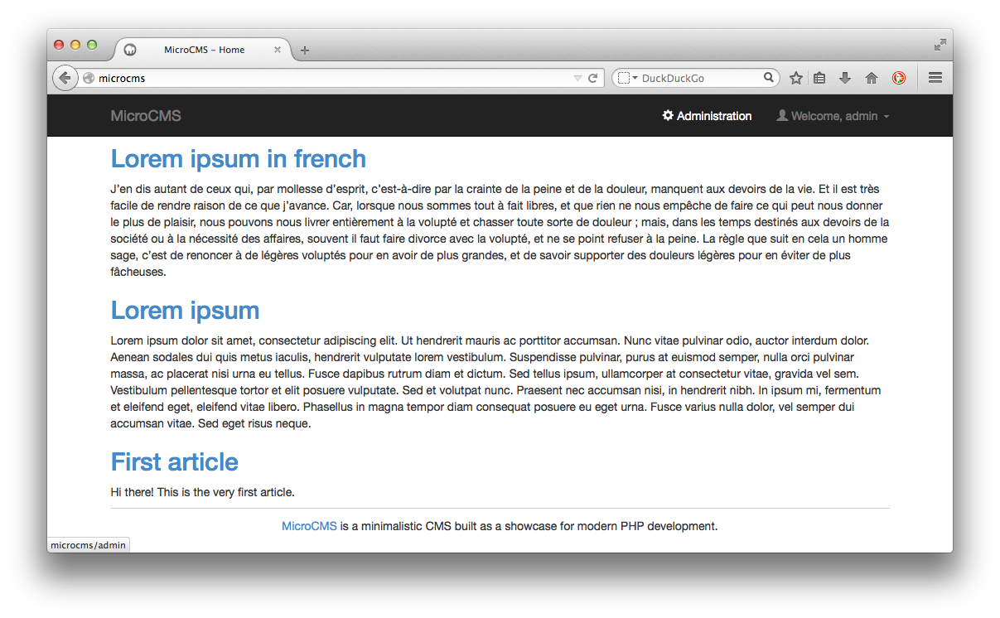 MicroCMS – Home
microcms
DuckDuckGo
MicroCMS
Administration
Welcome, admin
Lorem ipsum in french
J'en dis autant de ceux qui, par mollesse d'esprit, c'est-à-dire par la crainte de la peine et de la douleur, manquent aux devoirs de la vie. Et il est très
facile de rendre raison de ce que j'avance. Car, lorsque nous sommes tout à fait libres, et que rien ne nous empêche de faire ce qui peut nous donner
le plus de plaisir, nous pouvons nous livrer entièrement à la volupté et chasser toute sorte de douleur ; mais, dans les temps destinés aux devoirs de la
société ou à la nécessité des affaires, souvent il faut faire divorce avec la volupté, et ne se point refuser à la peine. La règle que suit en cela un homme
sage, c'est de renoncer à de légères voluptés pour en avoir de plus grandes, et de savoir supporter des douleurs légères pour en éviter de plus
fâcheuses.
Lorem ipsum
Lorem ipsum dolor sit amet, consectetur adipiscing elit. Ut hendrerit mauris ac porttitor accumsan. Nunc vitae pulvinar odio, auctor interdum dolor.
Aenean sodales dui quis metus iaculis, hendrerit vulputate lorem vestibulum. Suspendisse pulvinar, purus at euismod semper, nulla orci pulvinar
massa, ac placerat nisi urna eu tellus. Fusce dapibus rutrum diam et dictum. Sed tellus ipsum, ullamcorper at consectetur vitae, gravida vel sem.
Vestibulum pellentesque tortor et elit posuere vulputate. Sed et volutpat nunc. Praesent nec accumsan nisi, in hendrerit nibh. In ipsum mi, fermentum
et eleifend eget, eleifend vitae libero. Phasellus in magna tempor diam consequat posuere eu eget urna. Fusce varius nulla dolor, vel semper dui
accumsan vitae. Sed eget risus neque.
First article
Hi there! This is the very first article.
MicroCMS is a minimalistic CMS built as a showcase for modern PHP development.
microcms/admin